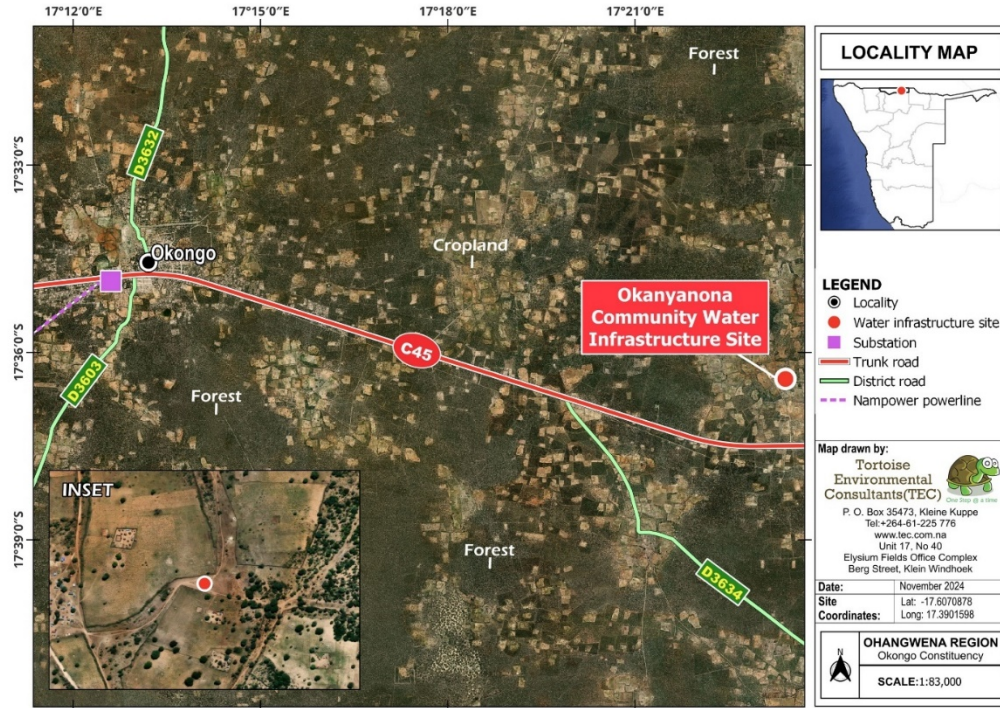 17°12'0"E
17°15'0"E
17°18'0"E
17°21'0"E
17°33'0"S
17°36'0"S
17°39'0"S
Forest
D3632
Okongo
Cropland
Okanyanona
Community Water
Infrastructure Site
C45
D3603
Forest
INSET
Forest
D3634
LOCALITY MAP
LEGEND
Locality
Water infrastructure site
Substation
Trunk road
District road
Nampower powerline
Map drawn by:
Tortoise
Environmental
Consultants(TEC)
One Step @ a time
P. O. Box 35473, Kleine Kuppe
Tel:+264-61-225 776
www.tec.com.na
Unit 17, No 40
Elysium Fields Office Complex
Berg Street, Klein Windhoek
Date: November 2024
Site Lat: -17.6070878
Coordinates: Long: 17.3901598
N
OHANGWENA REGION
Okongo Constituency
SCALE:1:83,000